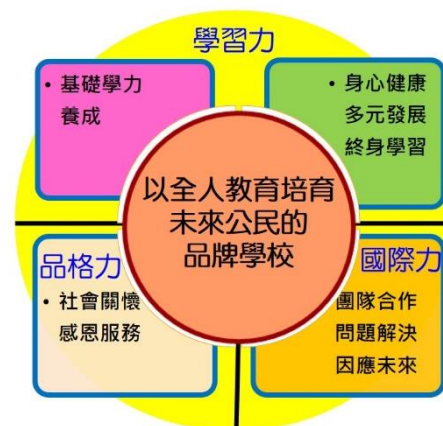 學習力
• 基礎學力
養成
• 身心健康
多元發展
終身學習
以全人教育培育
未來公民的
品牌學校
品格力
• 社會關懷
感恩服務
國際力
團隊合作
問題解決
因應未來